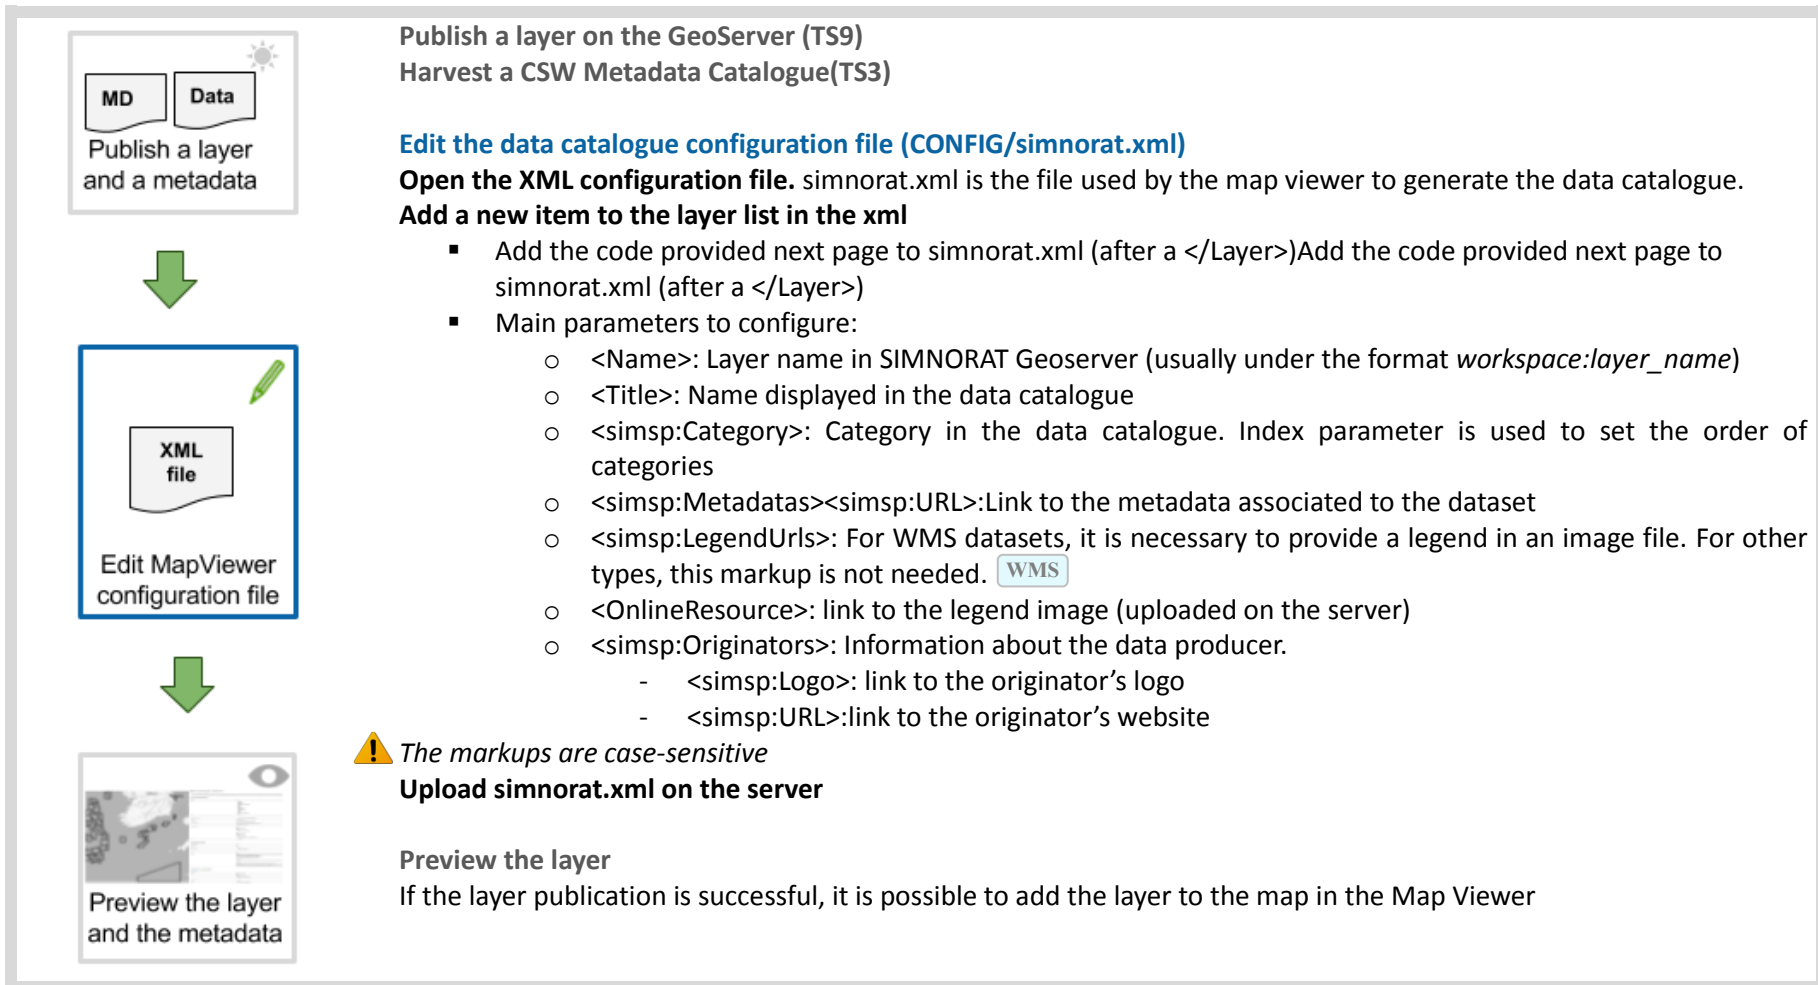 MD
Data
Publish a layer
and a metadata
XML
file
Edit MapViewer
configuration file
Preview the layer
and the metadata
Publish a layer on the GeoServer (TS9)
Harvest a CSW Metadata Catalogue(TS3)
Edit the data catalogue configuration file (CONFIG/simnorat.xml)
Open the XML configuration file. simnorat.xml is the file used by the map viewer to generate the data catalogue.
Add a new item to the layer list in the xml
▪ Add the code provided next page to simnorat.xml (after a </Layer>)Add the code provided next page to
simnorat.xml (after a </Layer>)
▪ Main parameters to configure:
o <Name>: Layer name in SIMNORAT Geoserver (usually under the format workspace:layer_name)
o <Title>: Name displayed in the data catalogue
o <simsp:Category>: Category in the data catalogue. Index parameter is used to set the order of
categories
o <simsp:Metadatas><simsp:URL>:Link to the metadata associated to the dataset
o <simsp:LegendUrls>: For WMS datasets, it is necessary to provide a legend in an image file. For other
types, this markup is not needed. WMS
o <OnlineResource>: link to the legend image (uploaded on the server)
o <simsp:Originators>: Information about the data producer.
- <simsp:Logo>: link to the originator’s logo
- <simsp:URL>:link to the originator’s website
The markups are case-sensitive
Upload simnorat.xml on the server
Preview the layer
If the layer publication is successful, it is possible to add the layer to the map in the Map Viewer